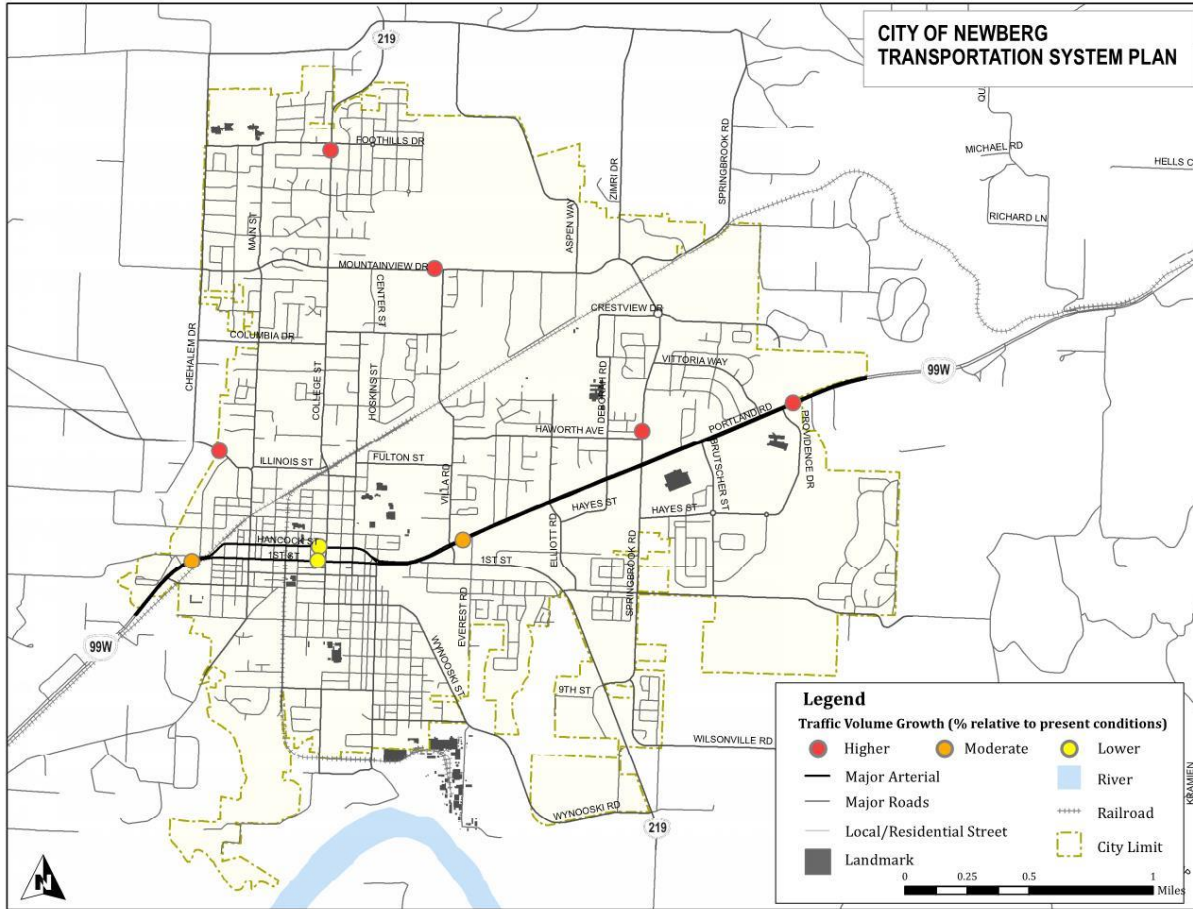 CITY OF NEWBERG
TRANSPORTATION SYSTEM PLAN
219
QU
MICHAEL RD
HELLS C
FOOTHILLS DR
ZIMRI DR
SPRINGBROOK RD
RICHARD LN
MAIN ST
ASPEN WAY
MOUNTAINVIEW DR
CENTER ST
CRESTVIEW DR
CHEHALEM DR
COLUMBIA DR
COLLEGE ST
HOSKINS ST
VITTORIA WAY
99W
DEBORAH RD
PORTLAND RD
HAWORTH AVE
PROVIDENCE DR
ILLINOIS ST
FULTON ST
VILLA RD
BRUTSCHER ST
HAYES ST
HAYES ST
HANCOCK ST
1ST ST
1ST ST
ELLIOTT RD
SPRINGBROOK RD
EVEREST RD
99W
WYNOOSKI ST
9TH ST
WILSONVILLE RD
WYNOOSKI RD
219
KRAMIEN
Legend
Traffic Volume Growth (% relative to present conditions)
Higher Moderate Lower
Major Arterial River
Major Roads Railroad
Local/Residential Street City Limit
Landmark
0 0.25 0.5 1
Miles
N